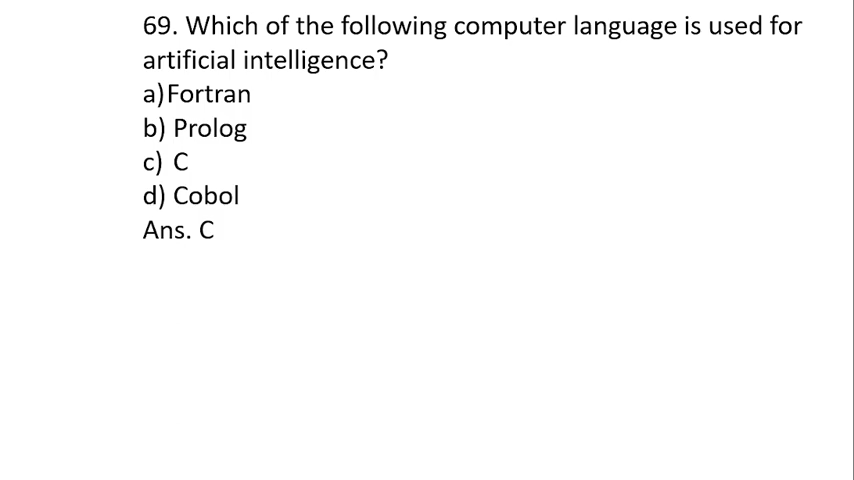 69. Which of the following computer language is used for
artificial intelligence?
a)Fortran
b) Prolog
c) C
d) Cobol
Ans. C